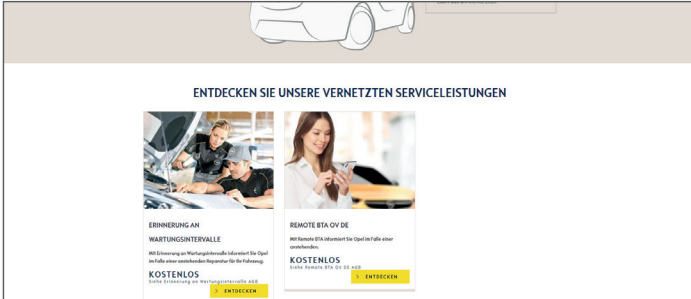 ENTDECKEN SIE UNSERE VERNETZTEN SERVICELEISTUNGEN
ERINNERUNG AN
WARTUNGSINTERVALLE
Mit Erinnerung an Wartungsintervalle informiert Sie Opel
im Falle einer anstehenden Reparatur für Ihr Fahrzeug.
KOSTENLOS
Siehe Erinnerung an Wartungsintervalle AGB
> ENTDECKEN
REMOTE BTA OV DE
Mit Remote BTA informiert Sie Opel im Falle einer
anstehenden.
KOSTENLOS
Siehe Remote BTA OV DE AGB
> ENTDECKEN